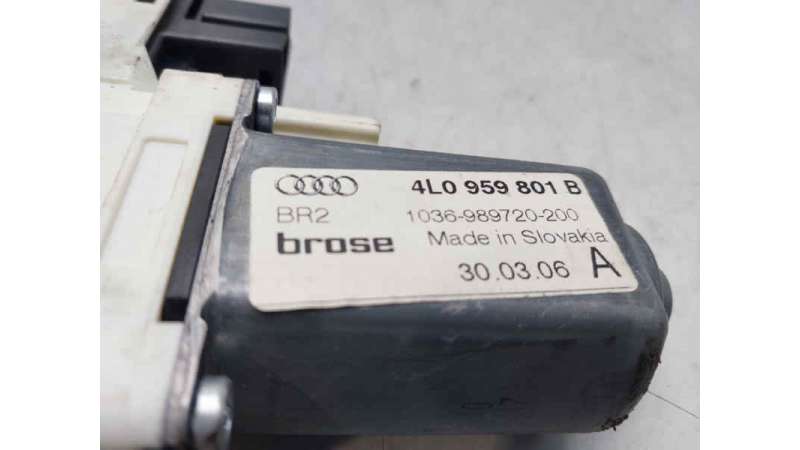 4L0 959 801 B
BR2 1036-989720-200
brose Made in Slovakia
30.03.06 A